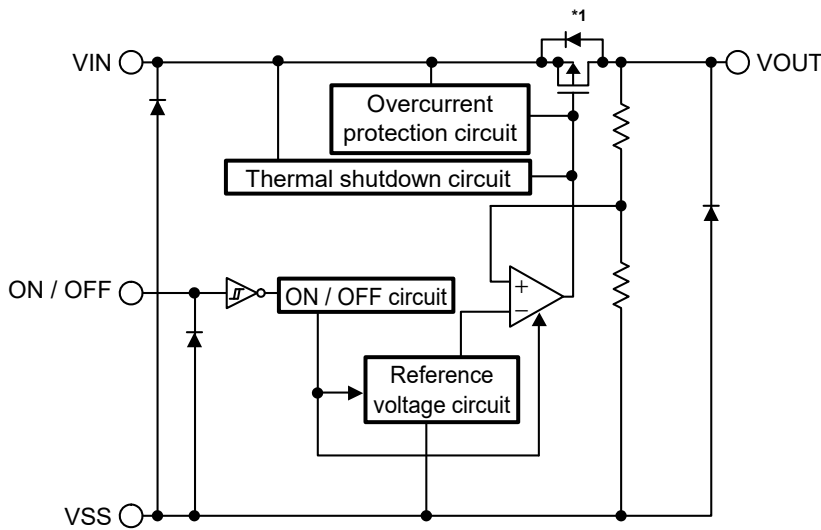 *1
VIN
VOUT
Overcurrent
protection circuit
Thermal shutdown circuit
ON / OFF
ON / OFF circuit
+
−
Reference
voltage circuit
VSS